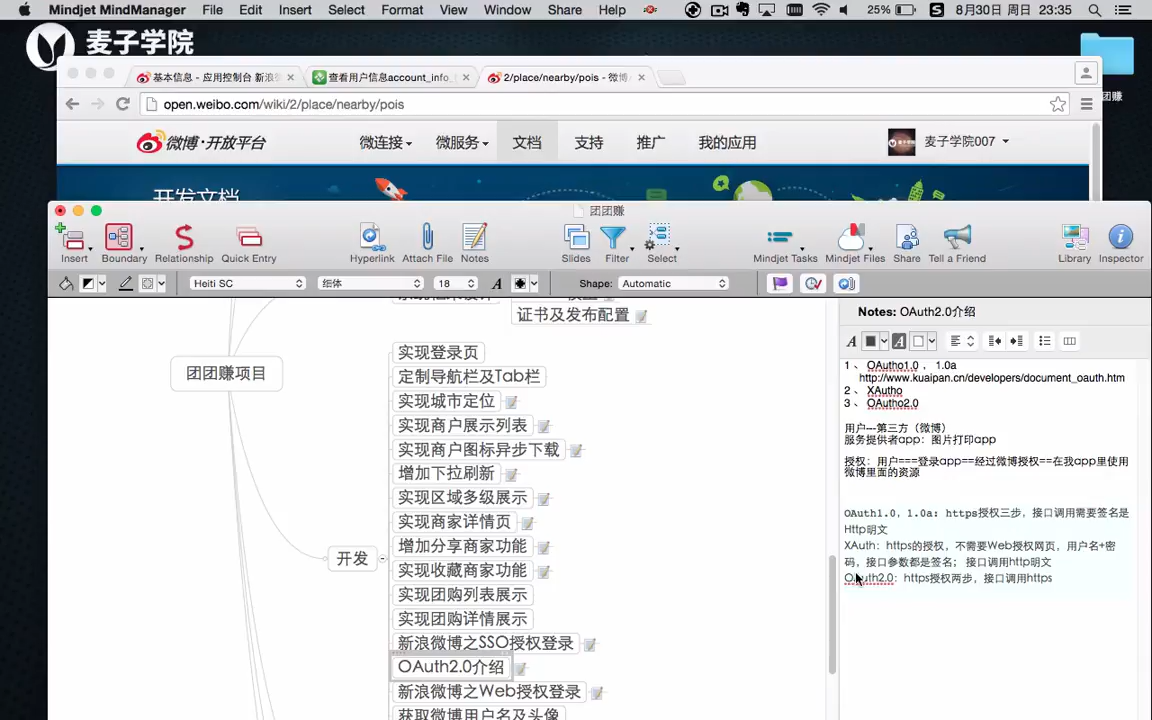 Mindjet MindManager File Edit Insert Select Format View Window Share Help 25% 8月30日 周日 23:35
麦子学院
基本信息 - 应用控制台 新浪
查看用户信息account_info_
2/place/nearby/pois - 微博
团赚
open.weibo.com/wiki/2/place/nearby/pois
微博·开放平台 微连接 微服务 文档 支持 推广 我的应用 麦子学院007
开发文档
团团赚
Insert Boundary Relationship Quick Entry Hyperlink Attach File Notes Slides Filter Select Mindjet Tasks Mindjet Files Share Tell a Friend Library Inspector
Heiti SC 细体 18 A Shape: Automatic
Notes: OAuth2.0介绍
证书及发布配置
团团赚项目
开发
实现登录页
定制导航栏及Tab栏
实现城市定位
实现商户展示列表
实现商户图标异步下载
增加下拉刷新
实现区域多级展示
实现商家详情页
增加分享商家功能
实现收藏商家功能
实现团购列表展示
实现团购详情展示
新浪微博之SSO授权登录
OAuth2.0介绍
新浪微博之Web授权登录
获取微博用户名及头像
1、 OAutho1.0 , 1.0a
http://www.kuaipan.cn/developers/document_oauth.htm
2、 XAutho
3、 OAutho2.0
用户---第三方（微博）
服务提供者app：图片打印app
授权：用户===登录app==经过微博授权==在我app里使用
微博里面的资源
OAuth1.0，1.0a：https授权三步，接口调用需要签名是
Http明文
XAuth：https的授权，不需要Web授权网页，用户名+密
码，接口参数都是签名； 接口调用http明文
OAuth2.0：https授权两步，接口调用https